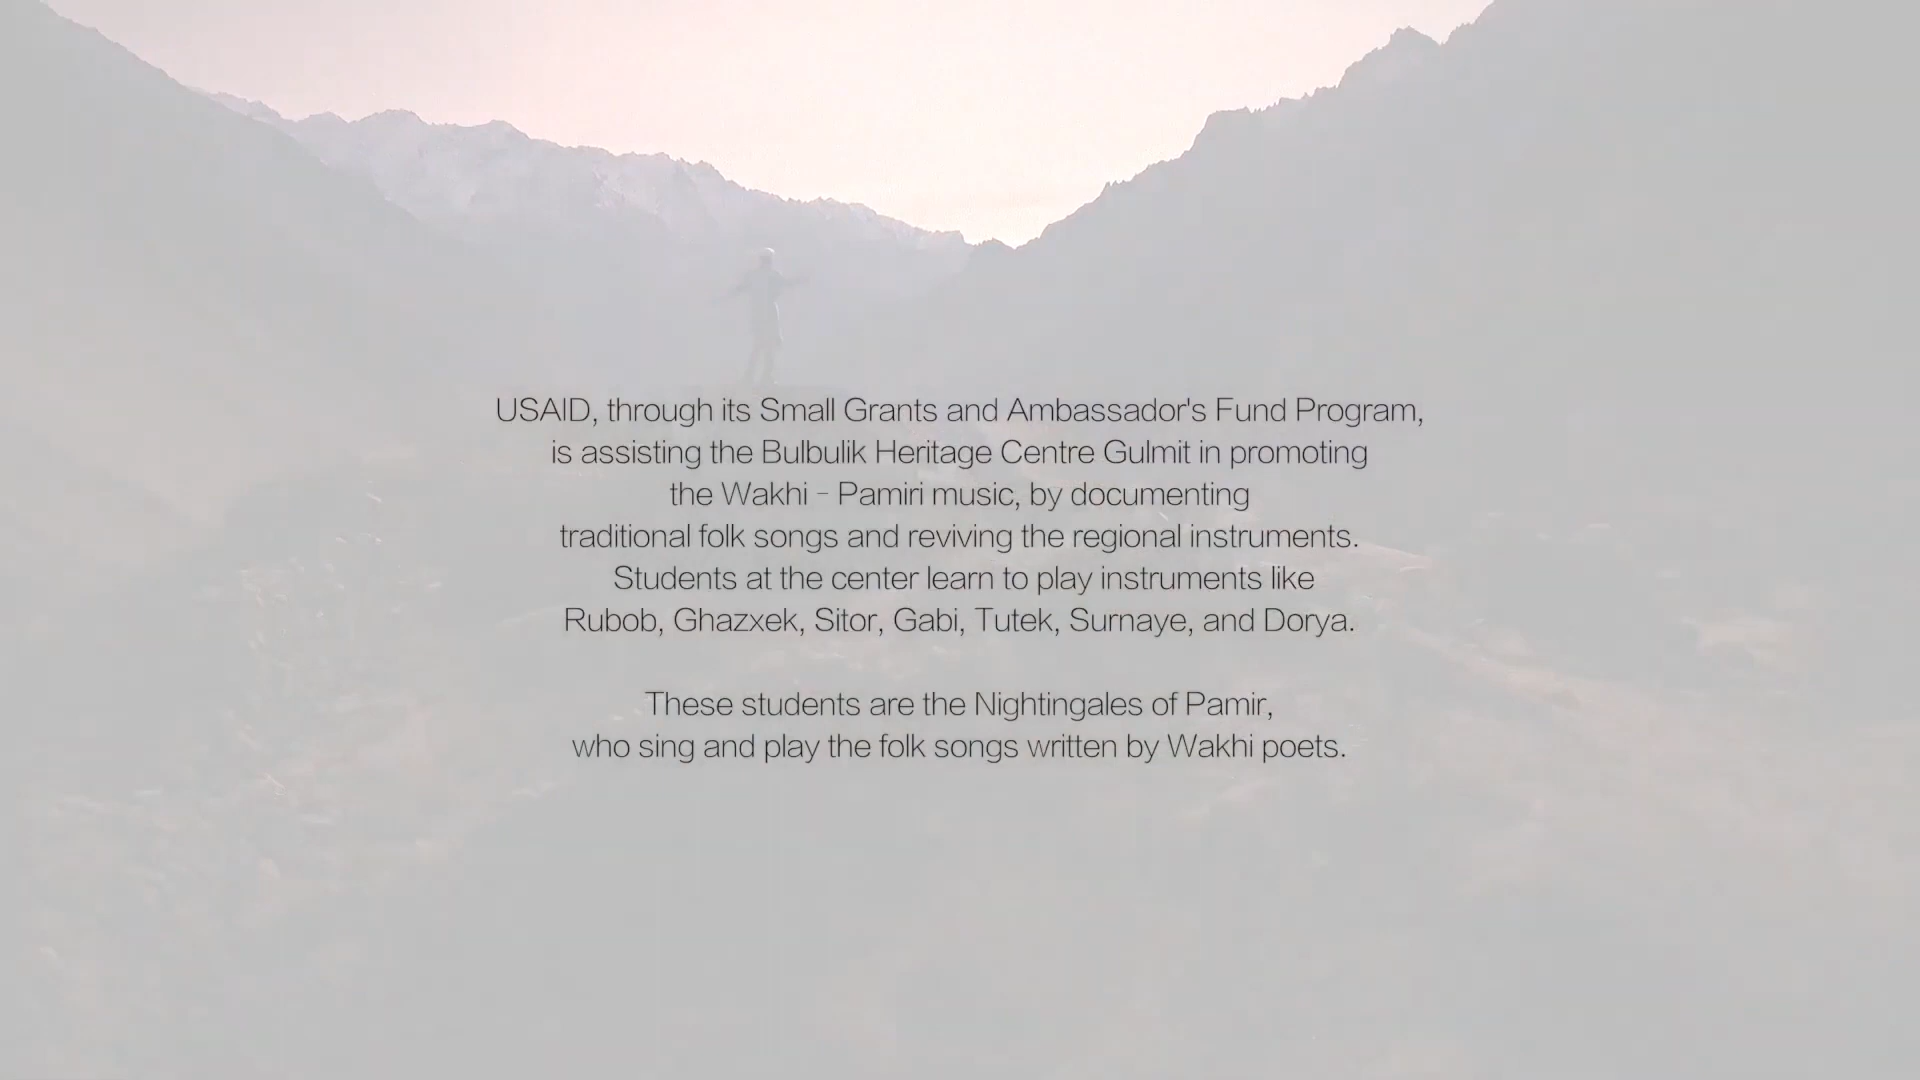 USAID, through its Small Grants and Ambassador's Fund Program,
is assisting the Bulbulik Heritage Centre Gulmit in promoting
the Wakhi - Pamiri music, by documenting
traditional folk songs and reviving the regional instruments.
Students at the center learn to play instruments like
Rubob, Ghazxek, Sitor, Gabi, Tutek, Surnaye, and Dorya.
These students are the Nightingales of Pamir,
who sing and play the folk songs written by Wakhi poets.